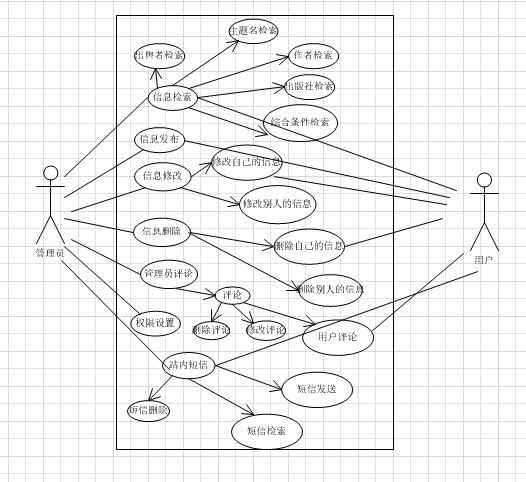 主题名检索
出售者检索
作者检索
出版社检索
信息检索
综合条件检索
信息发布
修改自己的信息
信息修改
修改别人的信息
信息删除
删除自己的信息
管理员
用户
管理员评论
评论
删除别人的信息
权限设置
删除评论
修改评论
用户评论
站内短信
短信发送
短信删除
短信检索